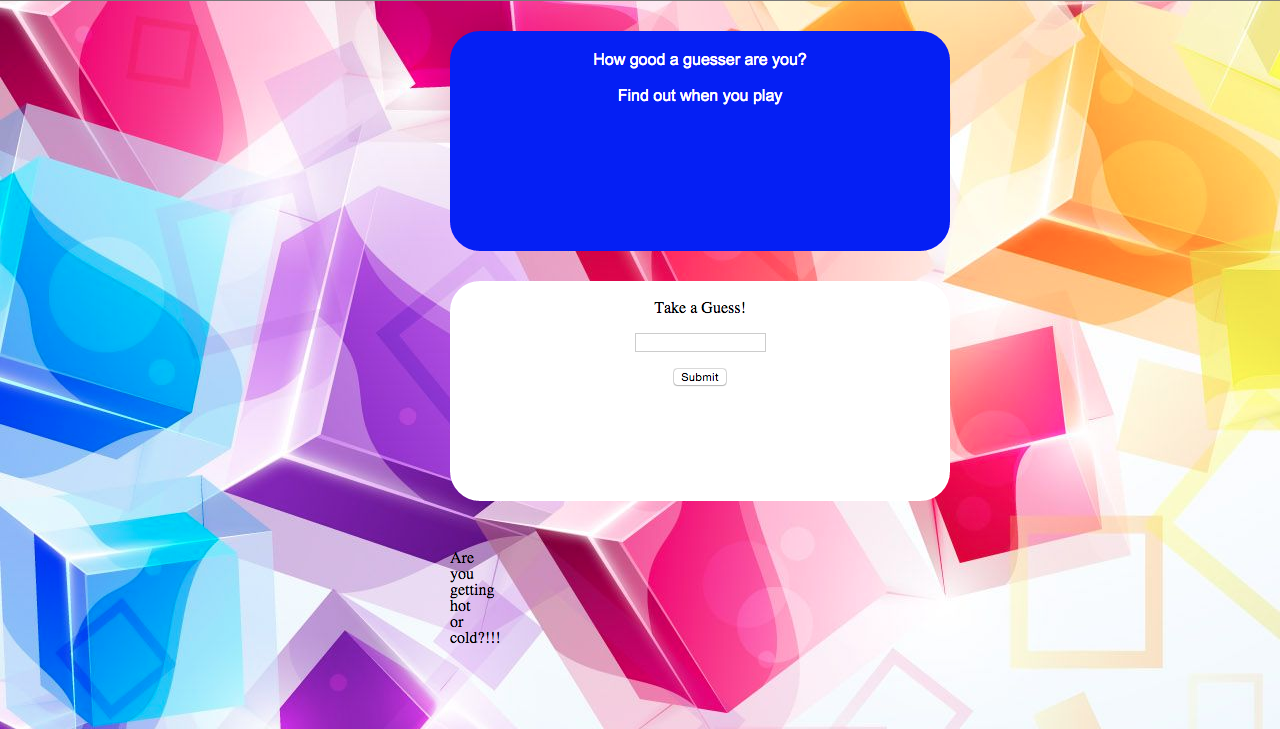 How good a guesser are you?
Find out when you play
Take a Guess!
Submit
Are
you
getting
hot
or
cold?!!!